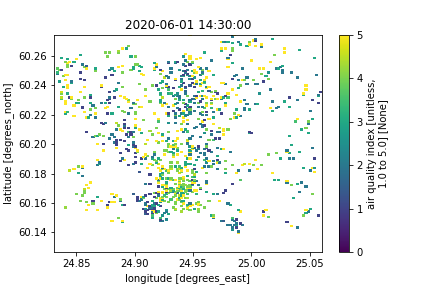 2020-06-01 14:30:00
60.26
60.24
60.22
60.20
60.18
60.16
60.14
latitude [degrees_north]
24.85 24.90 24.95 25.00 25.05
longitude [degrees_east]
5
4
3
2
1
0
air quality index [unitless,
1.0 to 5.0] [None]